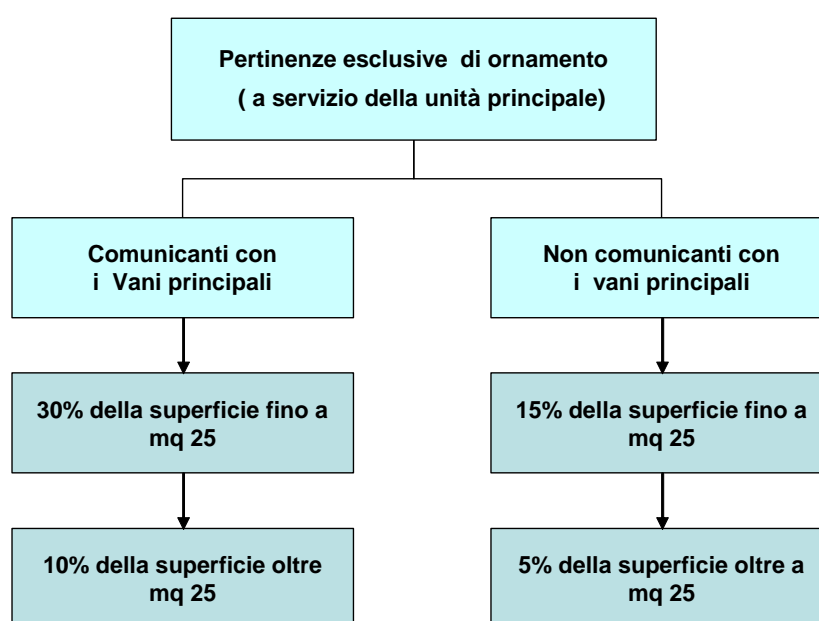 Pertinenze esclusive di ornamento
( a servizio della unità principale)
Comunicanti con
i Vani principali
Non comunicanti con
i vani principali
30% della superficie fino a
mq 25
15% della superficie fino a
mq 25
10% della superficie oltre
mq 25
5% della superficie oltre a
mq 25